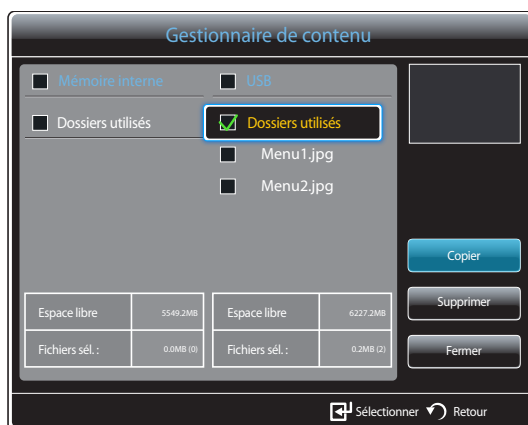 Gestionnaire de contenu
Mémoire interne USB
Dossiers utilisés Dossiers utilisés
Menu1.jpg
Menu2.jpg
Copier
Espace libre 5549.2MB Espace libre 6227.2MB Supprimer
Fichiers sél. : 0.0MB (0) Fichiers sél. : 0.2MB (2) Fermer
Sélectionner Retour